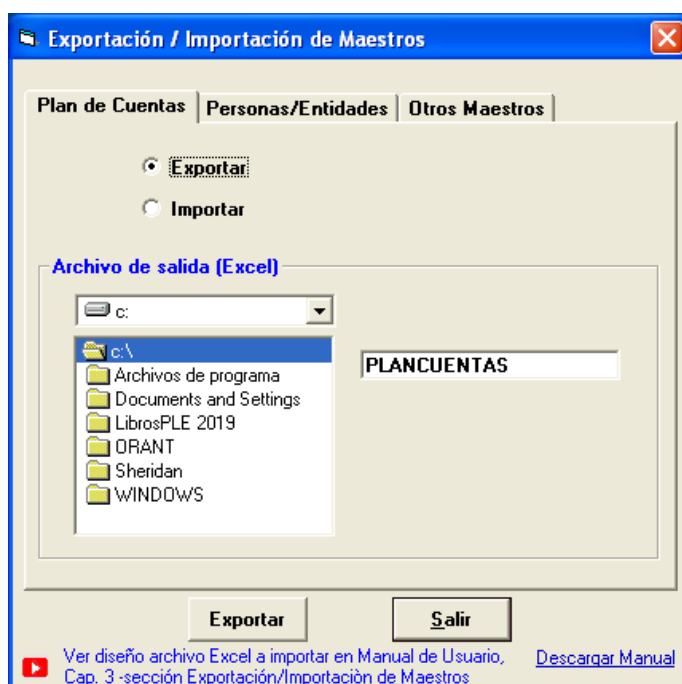 Exportación / Importación de Maestros
Plan de Cuentas Personas/Entidades Otros Maestros
Exportar
Importar
Archivo de salida (Excel)
c:
c:\
PLANCUENTAS
Archivos de programa
Documents and Settings
LibrosPLE 2019
ORANT
Sheridan
WINDOWS
Exportar Salir
Ver diseño archivo Excel a importar en Manual de Usuario, Descargar Manual
Cap. 3 -sección Exportación/Importaciòn de Maestros